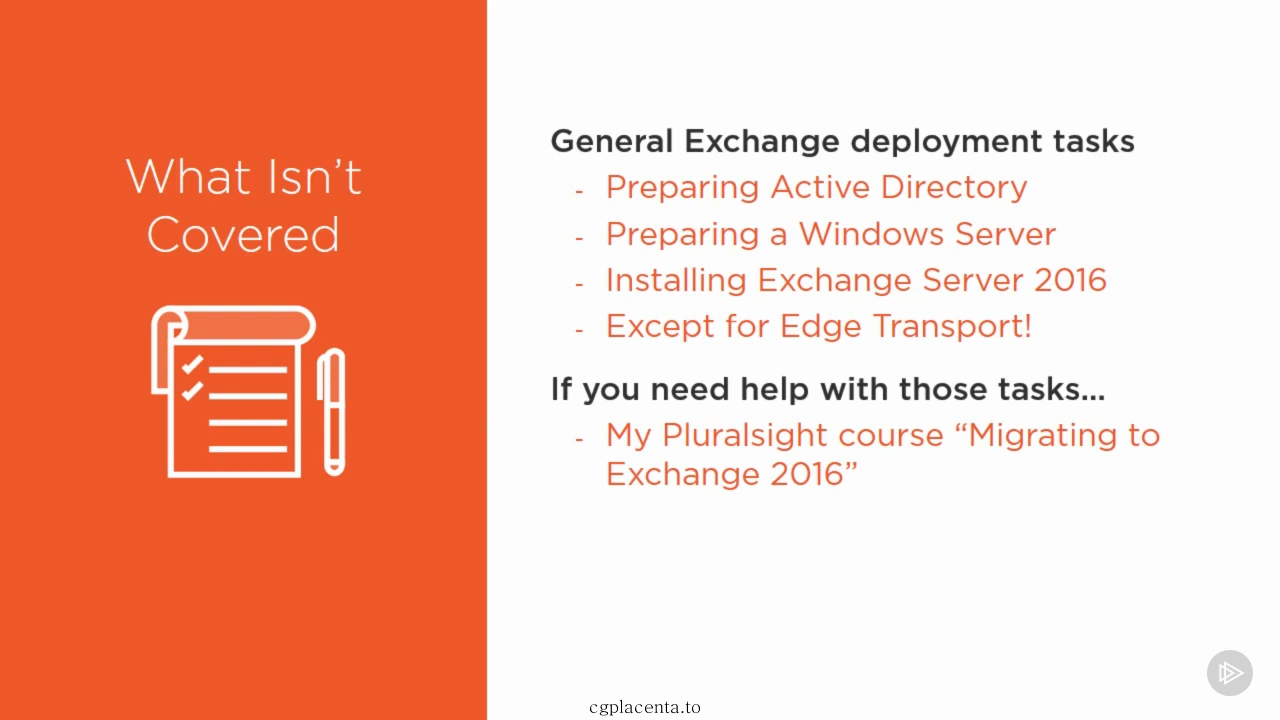 What Isn’t
Covered
General Exchange deployment tasks
- Preparing Active Directory
- Preparing a Windows Server
- Installing Exchange Server 2016
- Except for Edge Transport!
If you need help with those tasks...
- My Pluralsight course “Migrating to
Exchange 2016”
cgplacenta.to